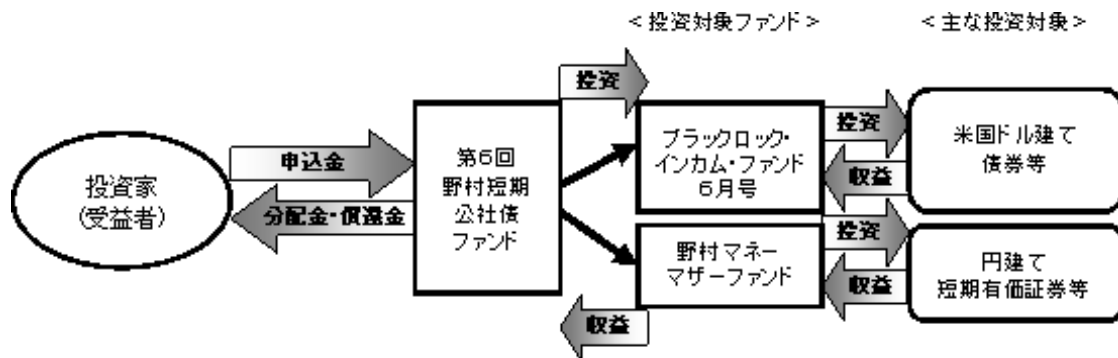 <投資対象ファンド>
<主な投資対象>
投資
投資家
(受益者)
申込金
分配金・償還金
第6回
野村短期
公社債
ファンド
ブラックロック・
インカム・ファンド
6月号
投資
収益
米国ドル建て
債券等
野村マネー
マザーファンド
投資
収益
円建て
短期有価証券等
収益